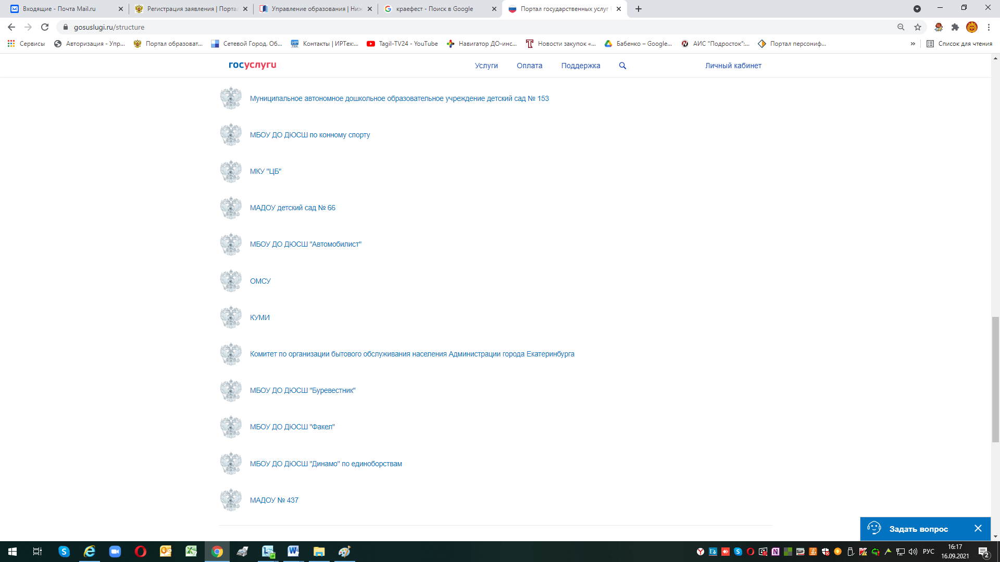 Входящие - Почта Mail.ru
Регистрация заявления | Порта
Управление образования | Ниж
краефест - Поиск в Google
Портал государственных услуг
gosuslugi.ru/structure
Сервисы
Авторизация - Упр...
Портал образоват...
Сетевой Город. Об...
Контакты | ИРТех:...
Tagil-TV24 - YouTube
Навигатор ДО-инс...
Новости закупок «...
Бабенко – Google...
АИС "Подросток":...
Портал персониф...
»
Список для чтения
госуслуги
Услуги
Оплата
Поддержка
Личный кабинет
Муниципальное автономное дошкольное образовательное учреждение детский сад № 153
МБОУ ДО ДЮСШ по конному спорту
МКУ "ЦБ"
МАДОУ детский сад № 66
МБОУ ДО ДЮСШ "Автомобилист"
ОМСУ
КУМИ
Комитет по организации бытового обслуживания населения Администрации города Екатеринбурга
МБОУ ДО ДЮСШ "Буревестник"
МБОУ ДО ДЮСШ "Факел"
МБОУ ДО ДЮСШ "Динамо" по единоборствам
МАДОУ № 437
Задать вопрос
РУС
16:17
16.09.2021
2